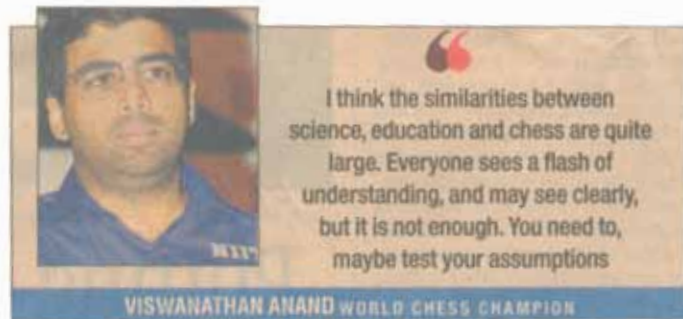 I think the similarities between
science, education and chess are quite
large. Everyone sees a flash of
understanding, and may see clearly,
but it is not enough. You need to,
maybe test your assumptions
NIIT
VISWANATHAN ANAND WORLD CHESS CHAMPION